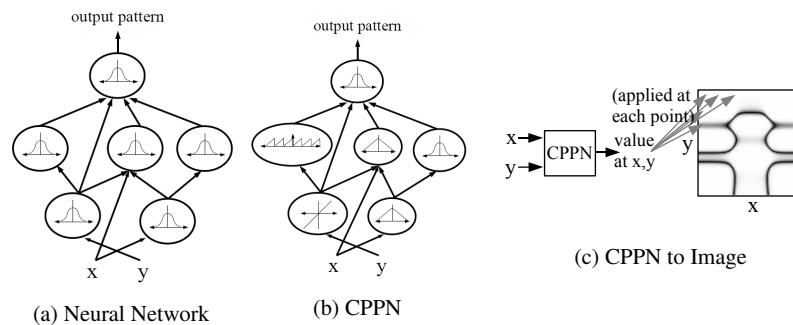 output pattern
x y
(a) Neural Network
output pattern
x y
(b) CPPN
x
y
CPPN
value
at x,y
(applied at
each point)
y
x
(c) CPPN to Image